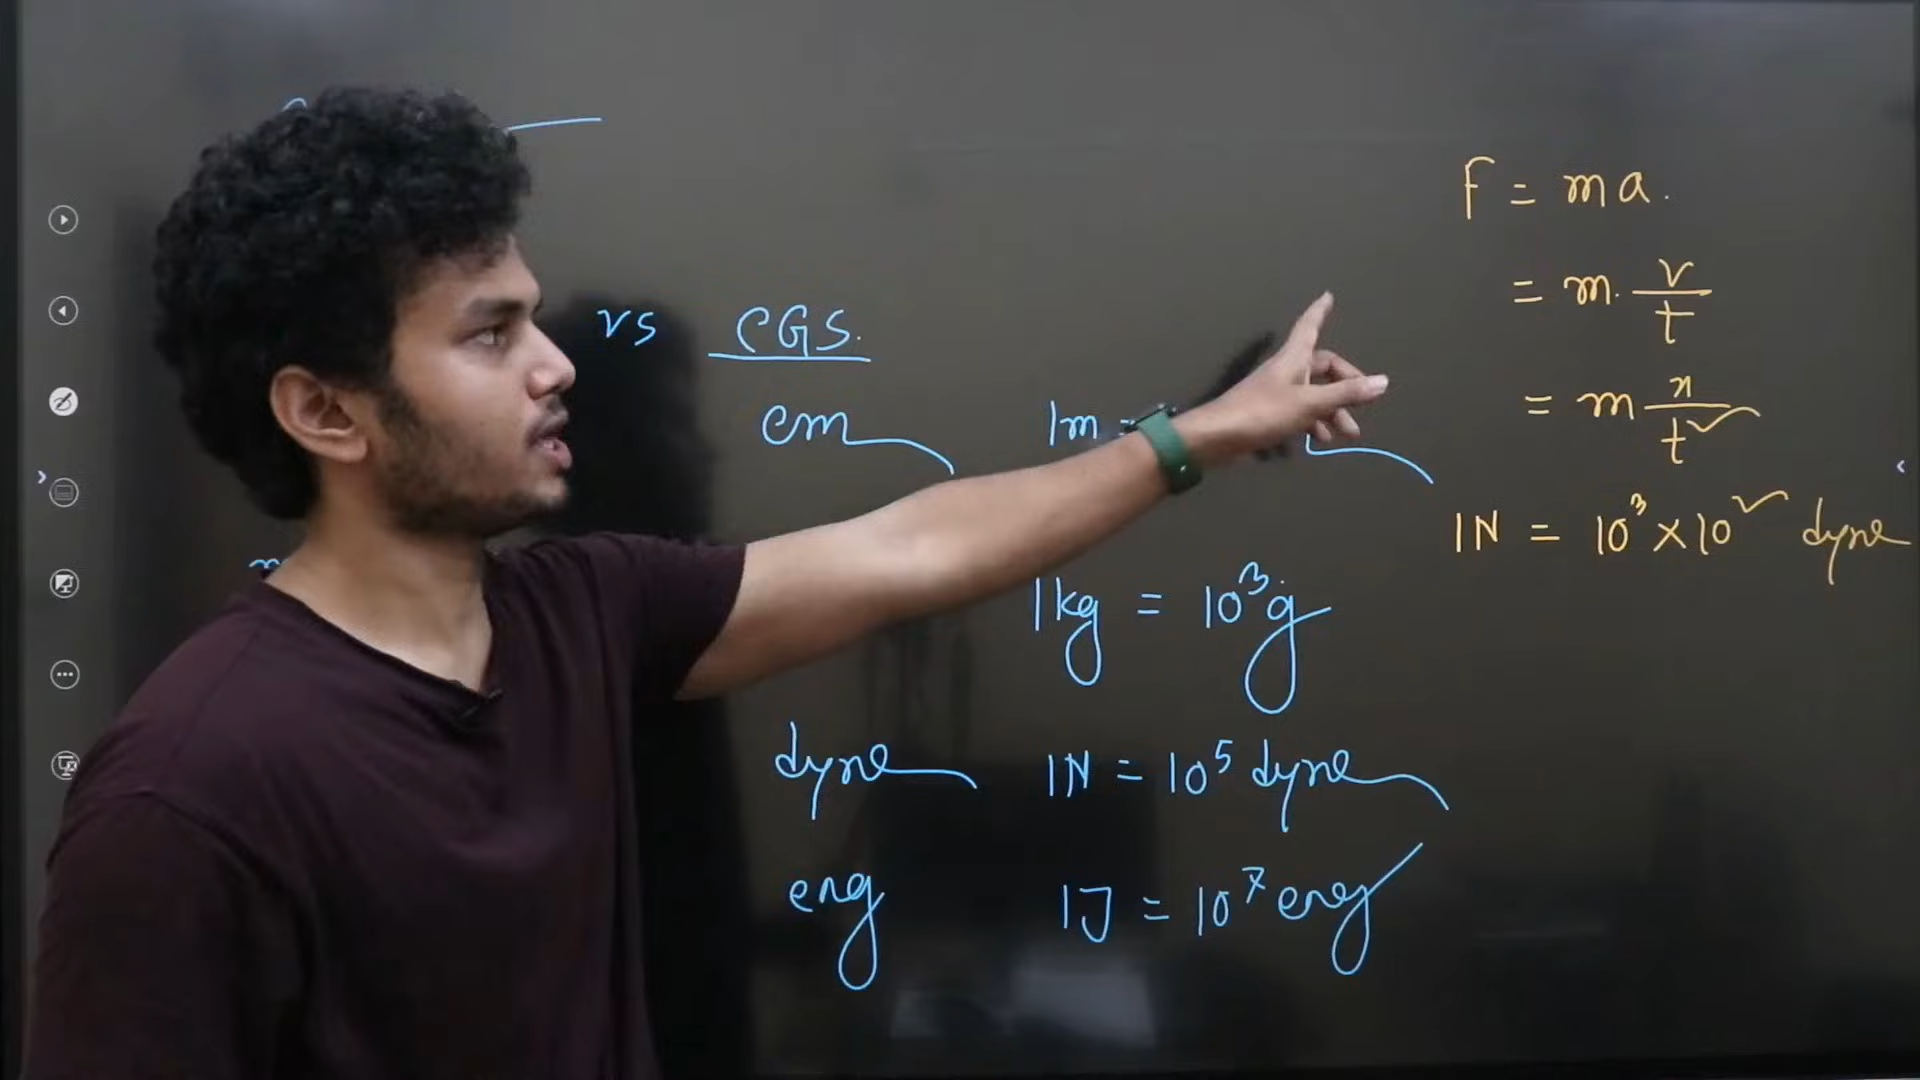 F = ma.
= m. v/t
vs CGS.
= m x/t²
cm 1m =
1N = 10³ × 10² dyne
1kg = 10³g
dyne 1N = 10⁵ dyne
erg 1J = 10⁷ erg